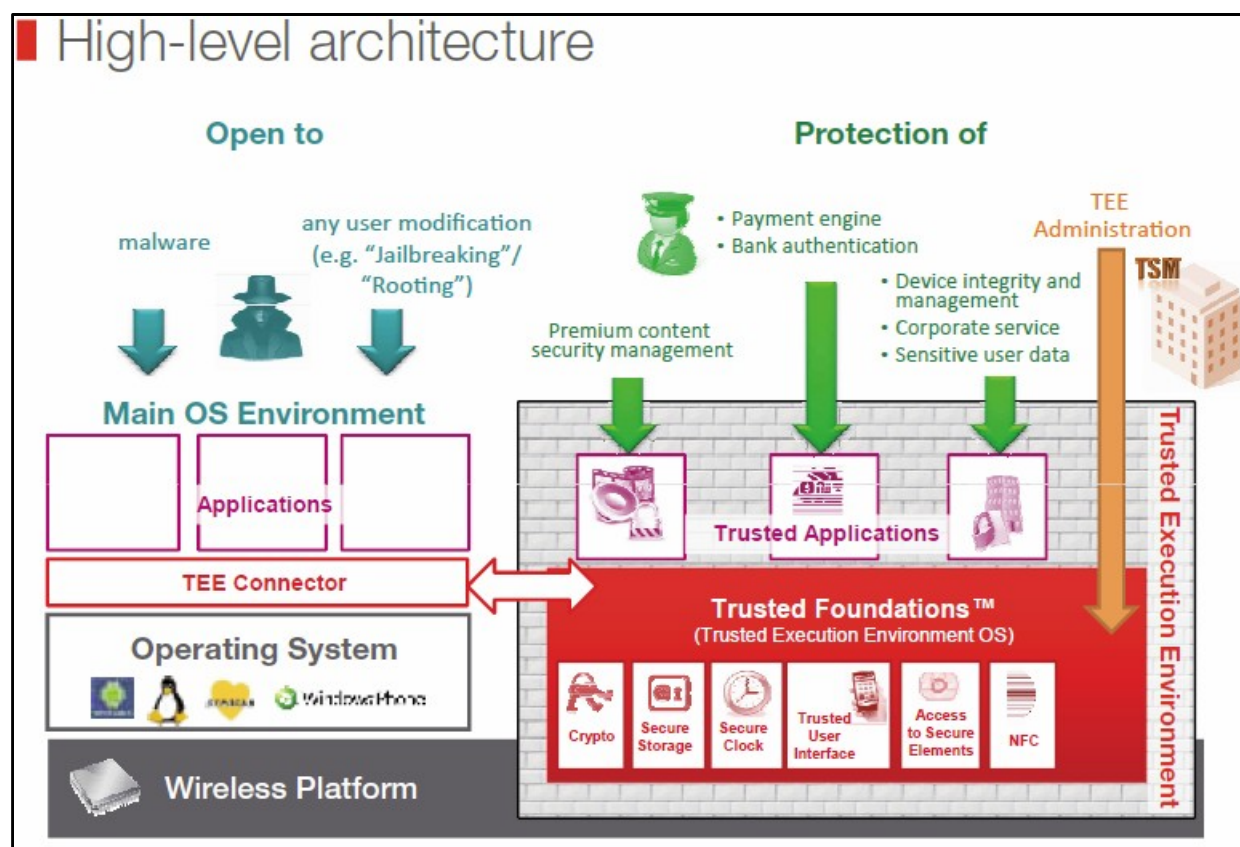 High-level architecture
Open to
Protection of
malware
any user modification
(e.g. “Jailbreaking”/
“Rooting”)
• Payment engine
• Bank authentication
TEE
Administration
TSM
Premium content
security management
• Device integrity and
management
• Corporate service
• Sensitive user data
Main OS Environment
Applications
TEE Connector
Operating System
WindowsPhone
Wireless Platform
Trusted Applications
Trusted Foundations™
(Trusted Execution Environment OS)
Crypto
Secure
Storage
Secure
Clock
Trusted
User
Interface
Access
to Secure
Elements
NFC
Trusted Execution Environment